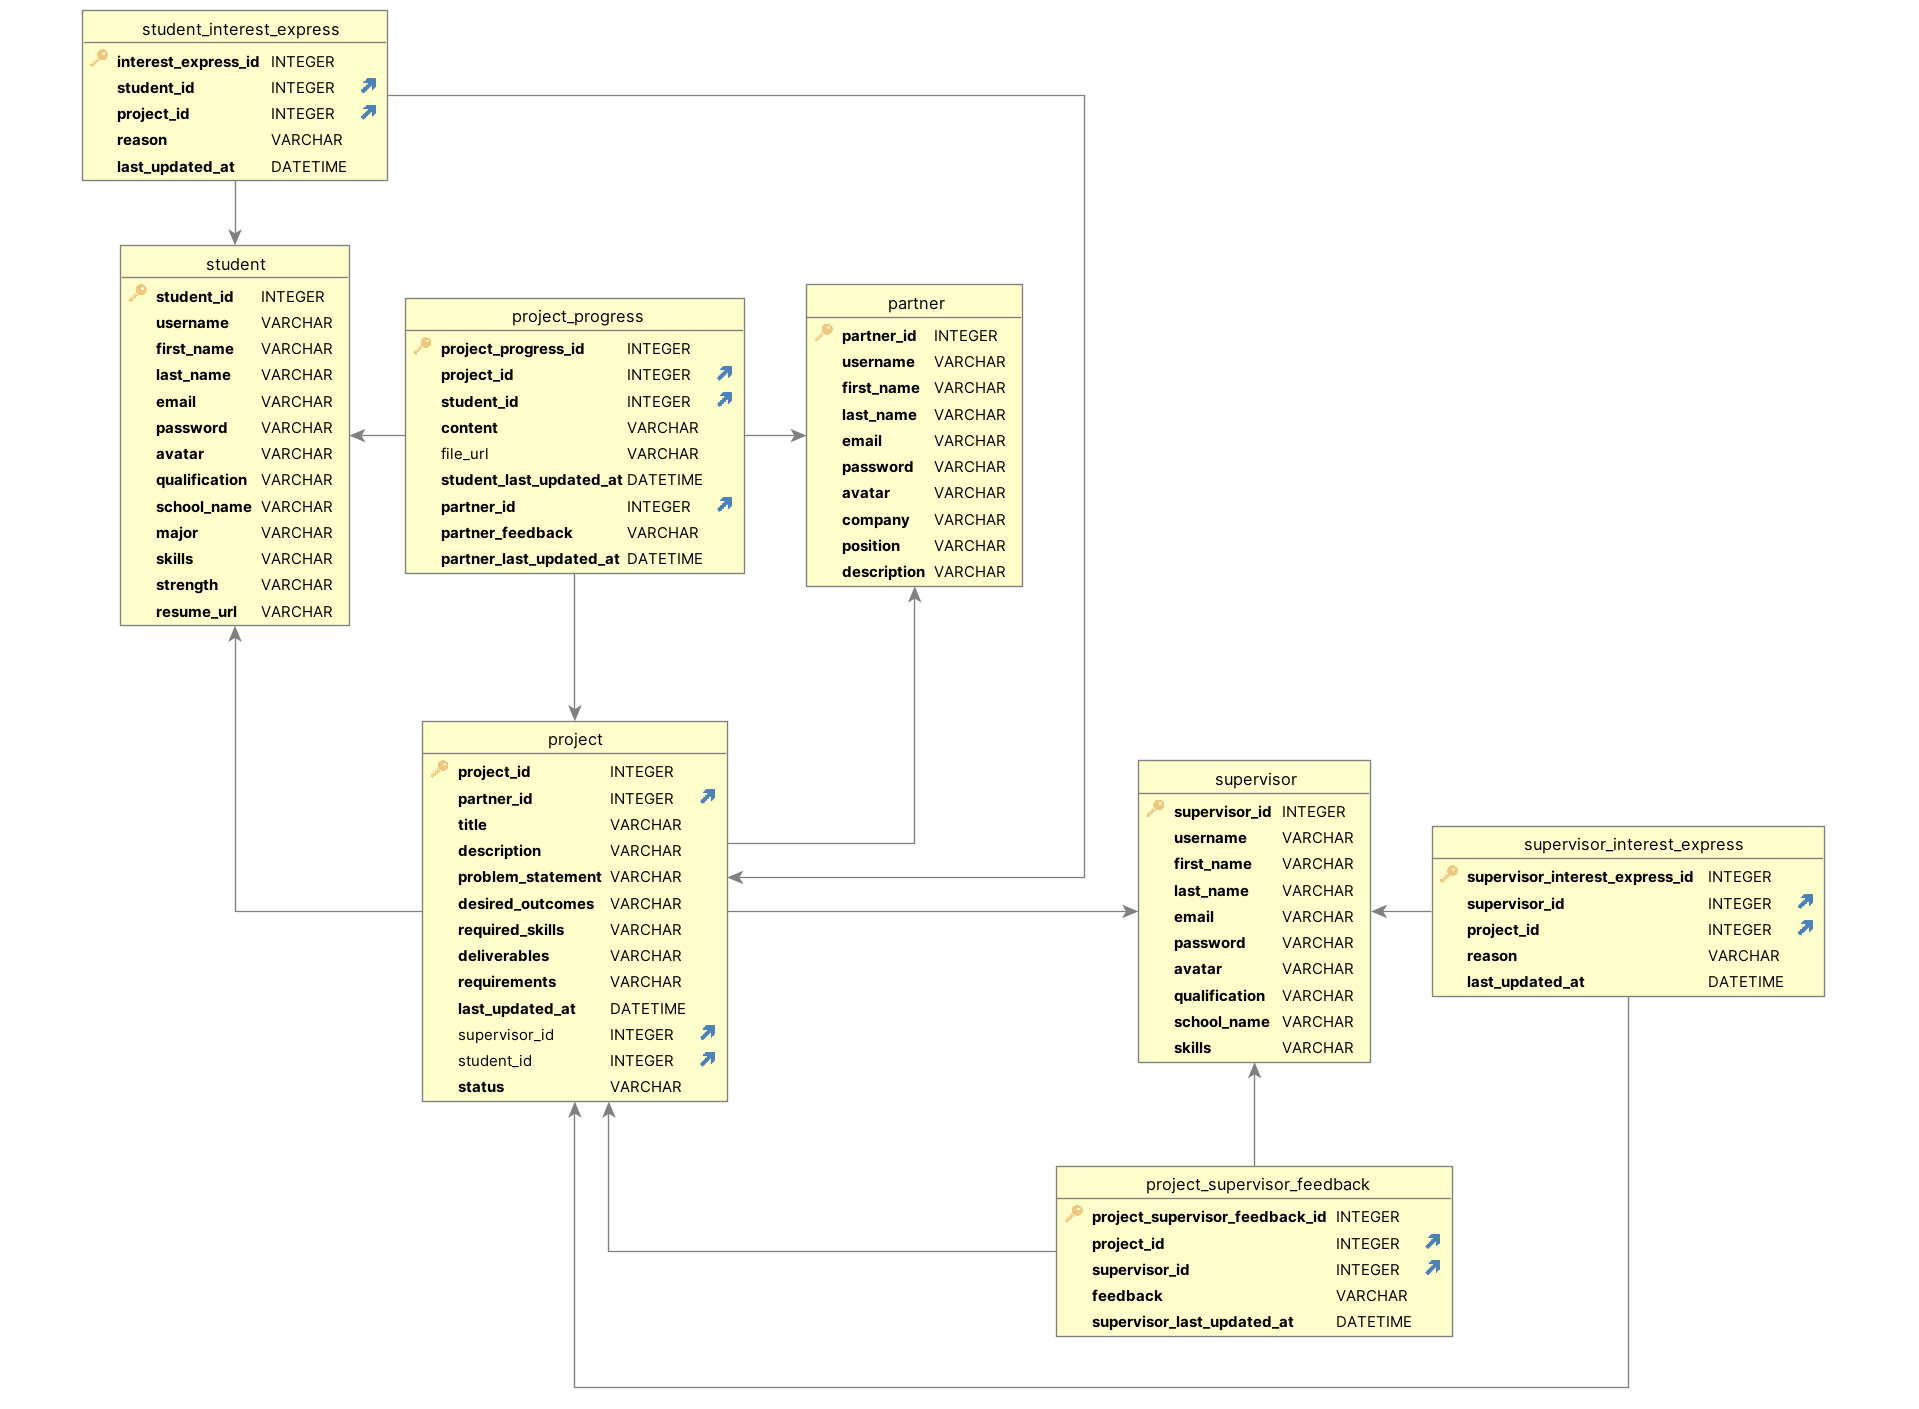 student_interest_express
interest_express_id INTEGER
student_id INTEGER
project_id INTEGER
reason VARCHAR
last_updated_at DATETIME
student
student_id INTEGER
username VARCHAR
first_name VARCHAR
last_name VARCHAR
email VARCHAR
password VARCHAR
avatar VARCHAR
qualification VARCHAR
school_name VARCHAR
major VARCHAR
skills VARCHAR
strength VARCHAR
resume_url VARCHAR
project_progress
project_progress_id INTEGER
project_id INTEGER
student_id INTEGER
content VARCHAR
file_url VARCHAR
student_last_updated_at DATETIME
partner_id INTEGER
partner_feedback VARCHAR
partner_last_updated_at DATETIME
partner
partner_id INTEGER
username VARCHAR
first_name VARCHAR
last_name VARCHAR
email VARCHAR
password VARCHAR
avatar VARCHAR
company VARCHAR
position VARCHAR
description VARCHAR
project
project_id INTEGER
partner_id INTEGER
title VARCHAR
description VARCHAR
problem_statement VARCHAR
desired_outcomes VARCHAR
required_skills VARCHAR
deliverables VARCHAR
requirements VARCHAR
last_updated_at DATETIME
supervisor_id INTEGER
student_id INTEGER
status VARCHAR
supervisor
supervisor_id INTEGER
username VARCHAR
first_name VARCHAR
last_name VARCHAR
email VARCHAR
password VARCHAR
avatar VARCHAR
qualification VARCHAR
school_name VARCHAR
skills VARCHAR
supervisor_interest_express
supervisor_interest_express_id INTEGER
supervisor_id INTEGER
project_id INTEGER
reason VARCHAR
last_updated_at DATETIME
project_supervisor_feedback
project_supervisor_feedback_id INTEGER
project_id INTEGER
supervisor_id INTEGER
feedback VARCHAR
supervisor_last_updated_at DATETIME